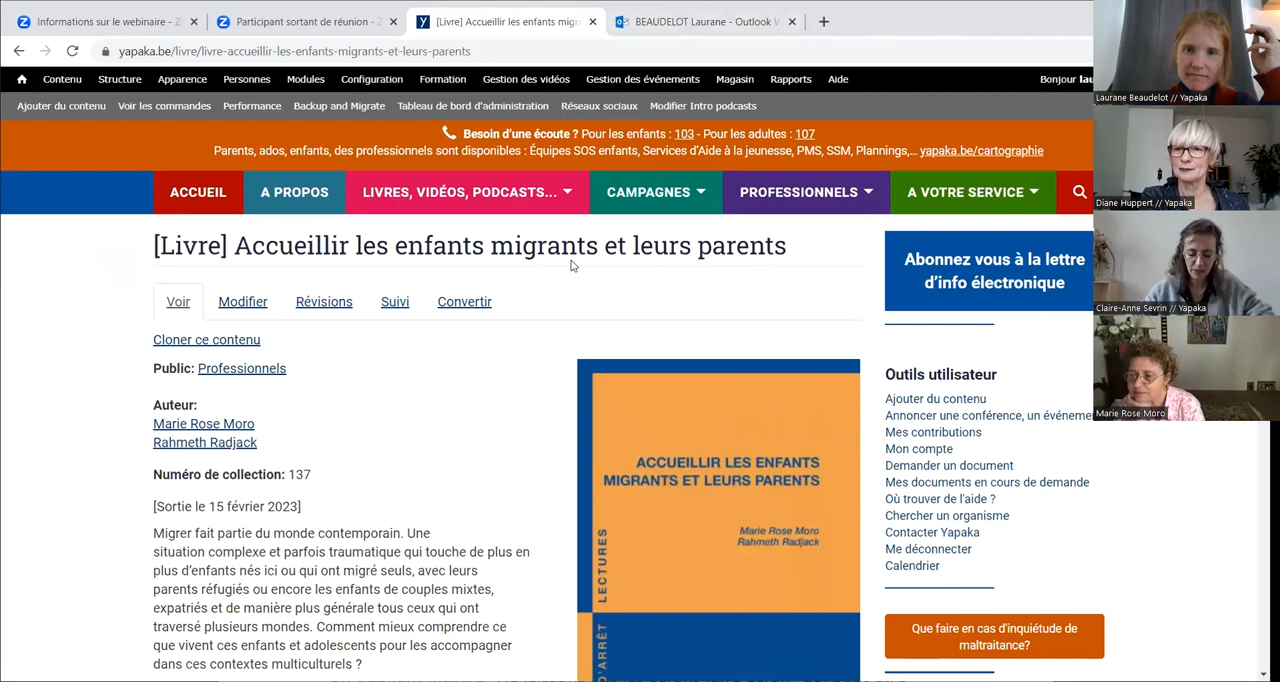 Informations sur le webinaire - Z
Participant sortant de réunion - Z
[Livre] Accueillir les enfants migr
BEAUDELOT Laurane - Outlook W
yapaka.be/livre/livre-accueillir-les-enfants-migrants-et-leurs-parents
Contenu Structure Apparence Personnes Modules Configuration Formation Gestion des vidéos Gestion des événements Magasin Rapports Aide Bonjour lau
Ajouter du contenu Voir les commandes Performance Backup and Migrate Tableau de bord d'administration Réseaux sociaux Modifier Intro podcasts
Besoin d'une écoute ? Pour les enfants : 103 - Pour les adultes : 107
Parents, ados, enfants, des professionnels sont disponibles : Équipes SOS enfants, Services d'Aide à la jeunesse, PMS, SSM, Plannings,... yapaka.be/cartographie
ACCUEIL A PROPOS LIVRES, VIDÉOS, PODCASTS... CAMPAGNES PROFESSIONNELS A VOTRE SERVICE
[Livre] Accueillir les enfants migrants et leurs parents
Voir Modifier Révisions Suivi Convertir
Cloner ce contenu
Public: Professionnels
Auteur:
Marie Rose Moro
Rahmeth Radjack
Numéro de collection: 137
[Sortie le 15 février 2023]
Migrer fait partie du monde contemporain. Une
situation complexe et parfois traumatique qui touche de plus en
plus d'enfants nés ici ou qui ont migré seuls, avec leurs
parents réfugiés ou encore les enfants de couples mixtes,
expatriés et de manière plus générale tous ceux qui ont
traversé plusieurs mondes. Comment mieux comprendre ce
que vivent ces enfants et adolescents pour les accompagner
dans ces contextes multiculturels ?
ACCUEILLIR LES ENFANTS
MIGRANTS ET LEURS PARENTS
Marie Rose Moro
Rahmeth Radjack
LECTURES
D'ARRÊT
Abonnez vous à la lettre
d'info électronique
Outils utilisateur
Ajouter du contenu
Annoncer une conférence, un événeme
Mes contributions
Mon compte
Demander un document
Mes documents en cours de demande
Où trouver de l'aide ?
Chercher un organisme
Contacter Yapaka
Me déconnecter
Calendrier
Que faire en cas d'inquiétude de
maltraitance?
Laurane Beaudelot // Yapaka
Diane Huppert // Yapaka
Claire-Anne Sevrin // Yapaka
Marie Rose Moro